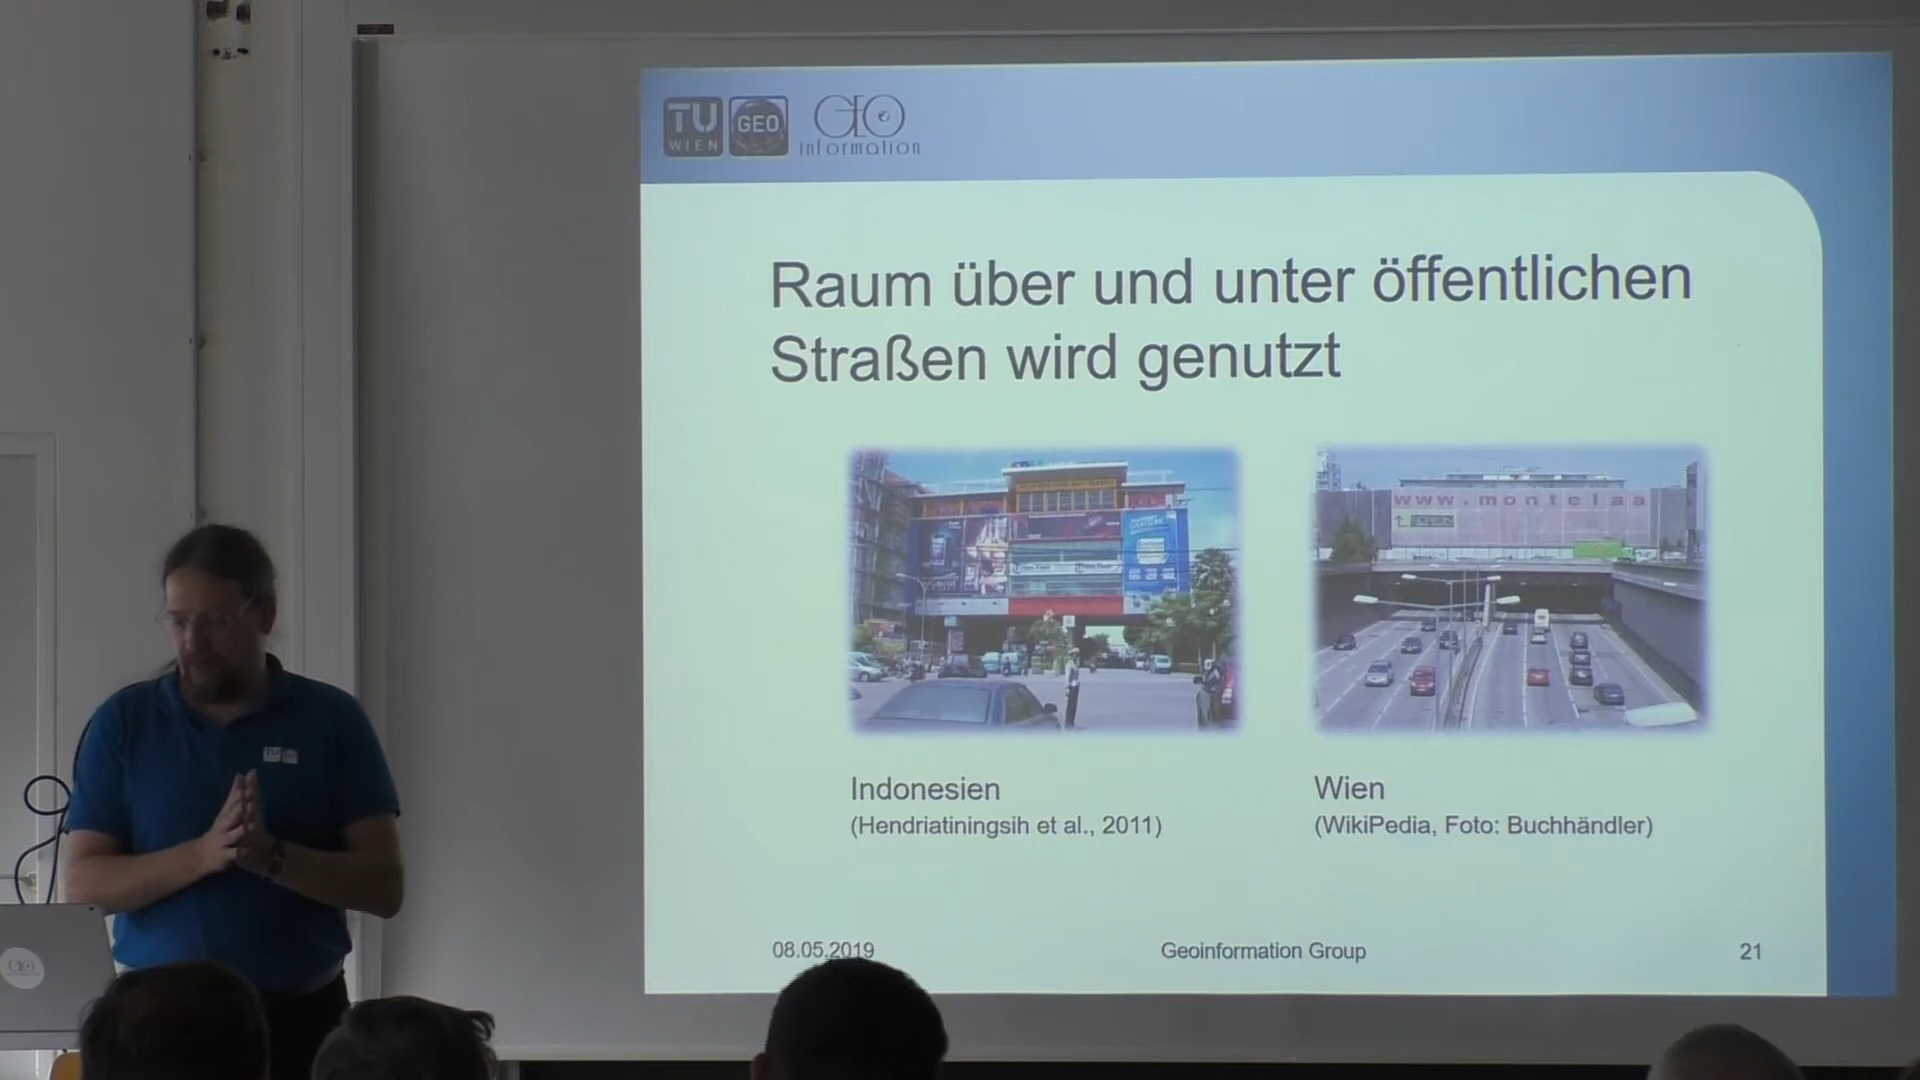 TU
WIEN
GEO
GEO
information
Raum über und unter öffentlichen
Straßen wird genutzt
www.montelaa
Indonesien
(Hendriatiningsih et al., 2011)
Wien
(WikiPedia, Foto: Buchhändler)
08.05.2019
Geoinformation Group
21
TU